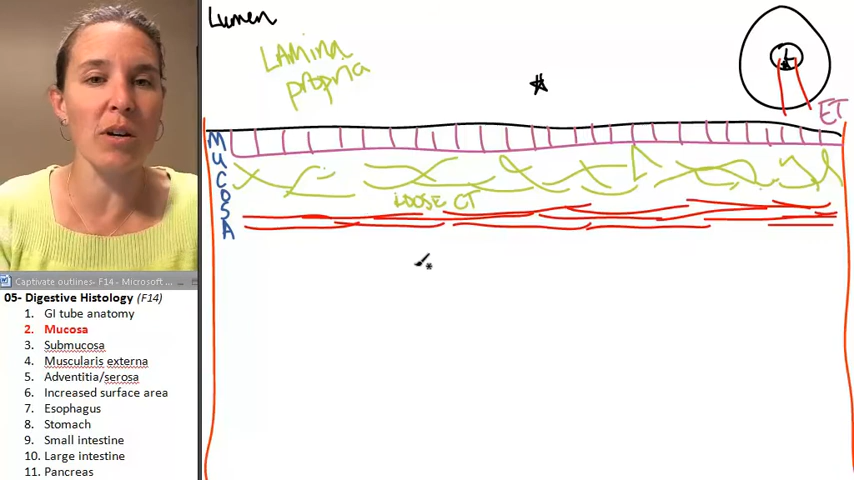 Lumen
Lamina
propria
L
ET
MUCOSA
LOOSE CT
Captivate outlines- F14 - Microsoft ...
05- Digestive Histology (F14)
1. GI tube anatomy
2. Mucosa
3. Submucosa
4. Muscularis externa
5. Adventitia/serosa
6. Increased surface area
7. Esophagus
8. Stomach
9. Small intestine
10. Large intestine
11. Pancreas